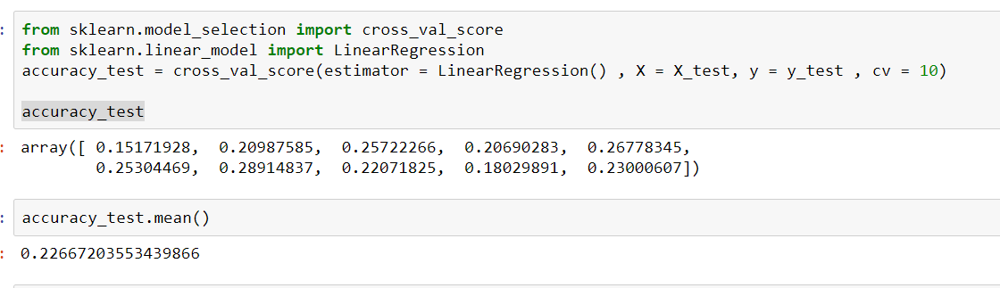 :
from sklearn.model_selection import cross_val_score
from sklearn.linear_model import LinearRegression
accuracy_test = cross_val_score(estimator = LinearRegression() , X = X_test, y = y_test , cv = 10)
accuracy_test
:
array([ 0.15171928,  0.20987585,  0.25722266,  0.20690283,  0.26778345,
        0.25304469,  0.28914837,  0.22071825,  0.18029891,  0.23000607])
:
accuracy_test.mean()
:
0.22667203553439866